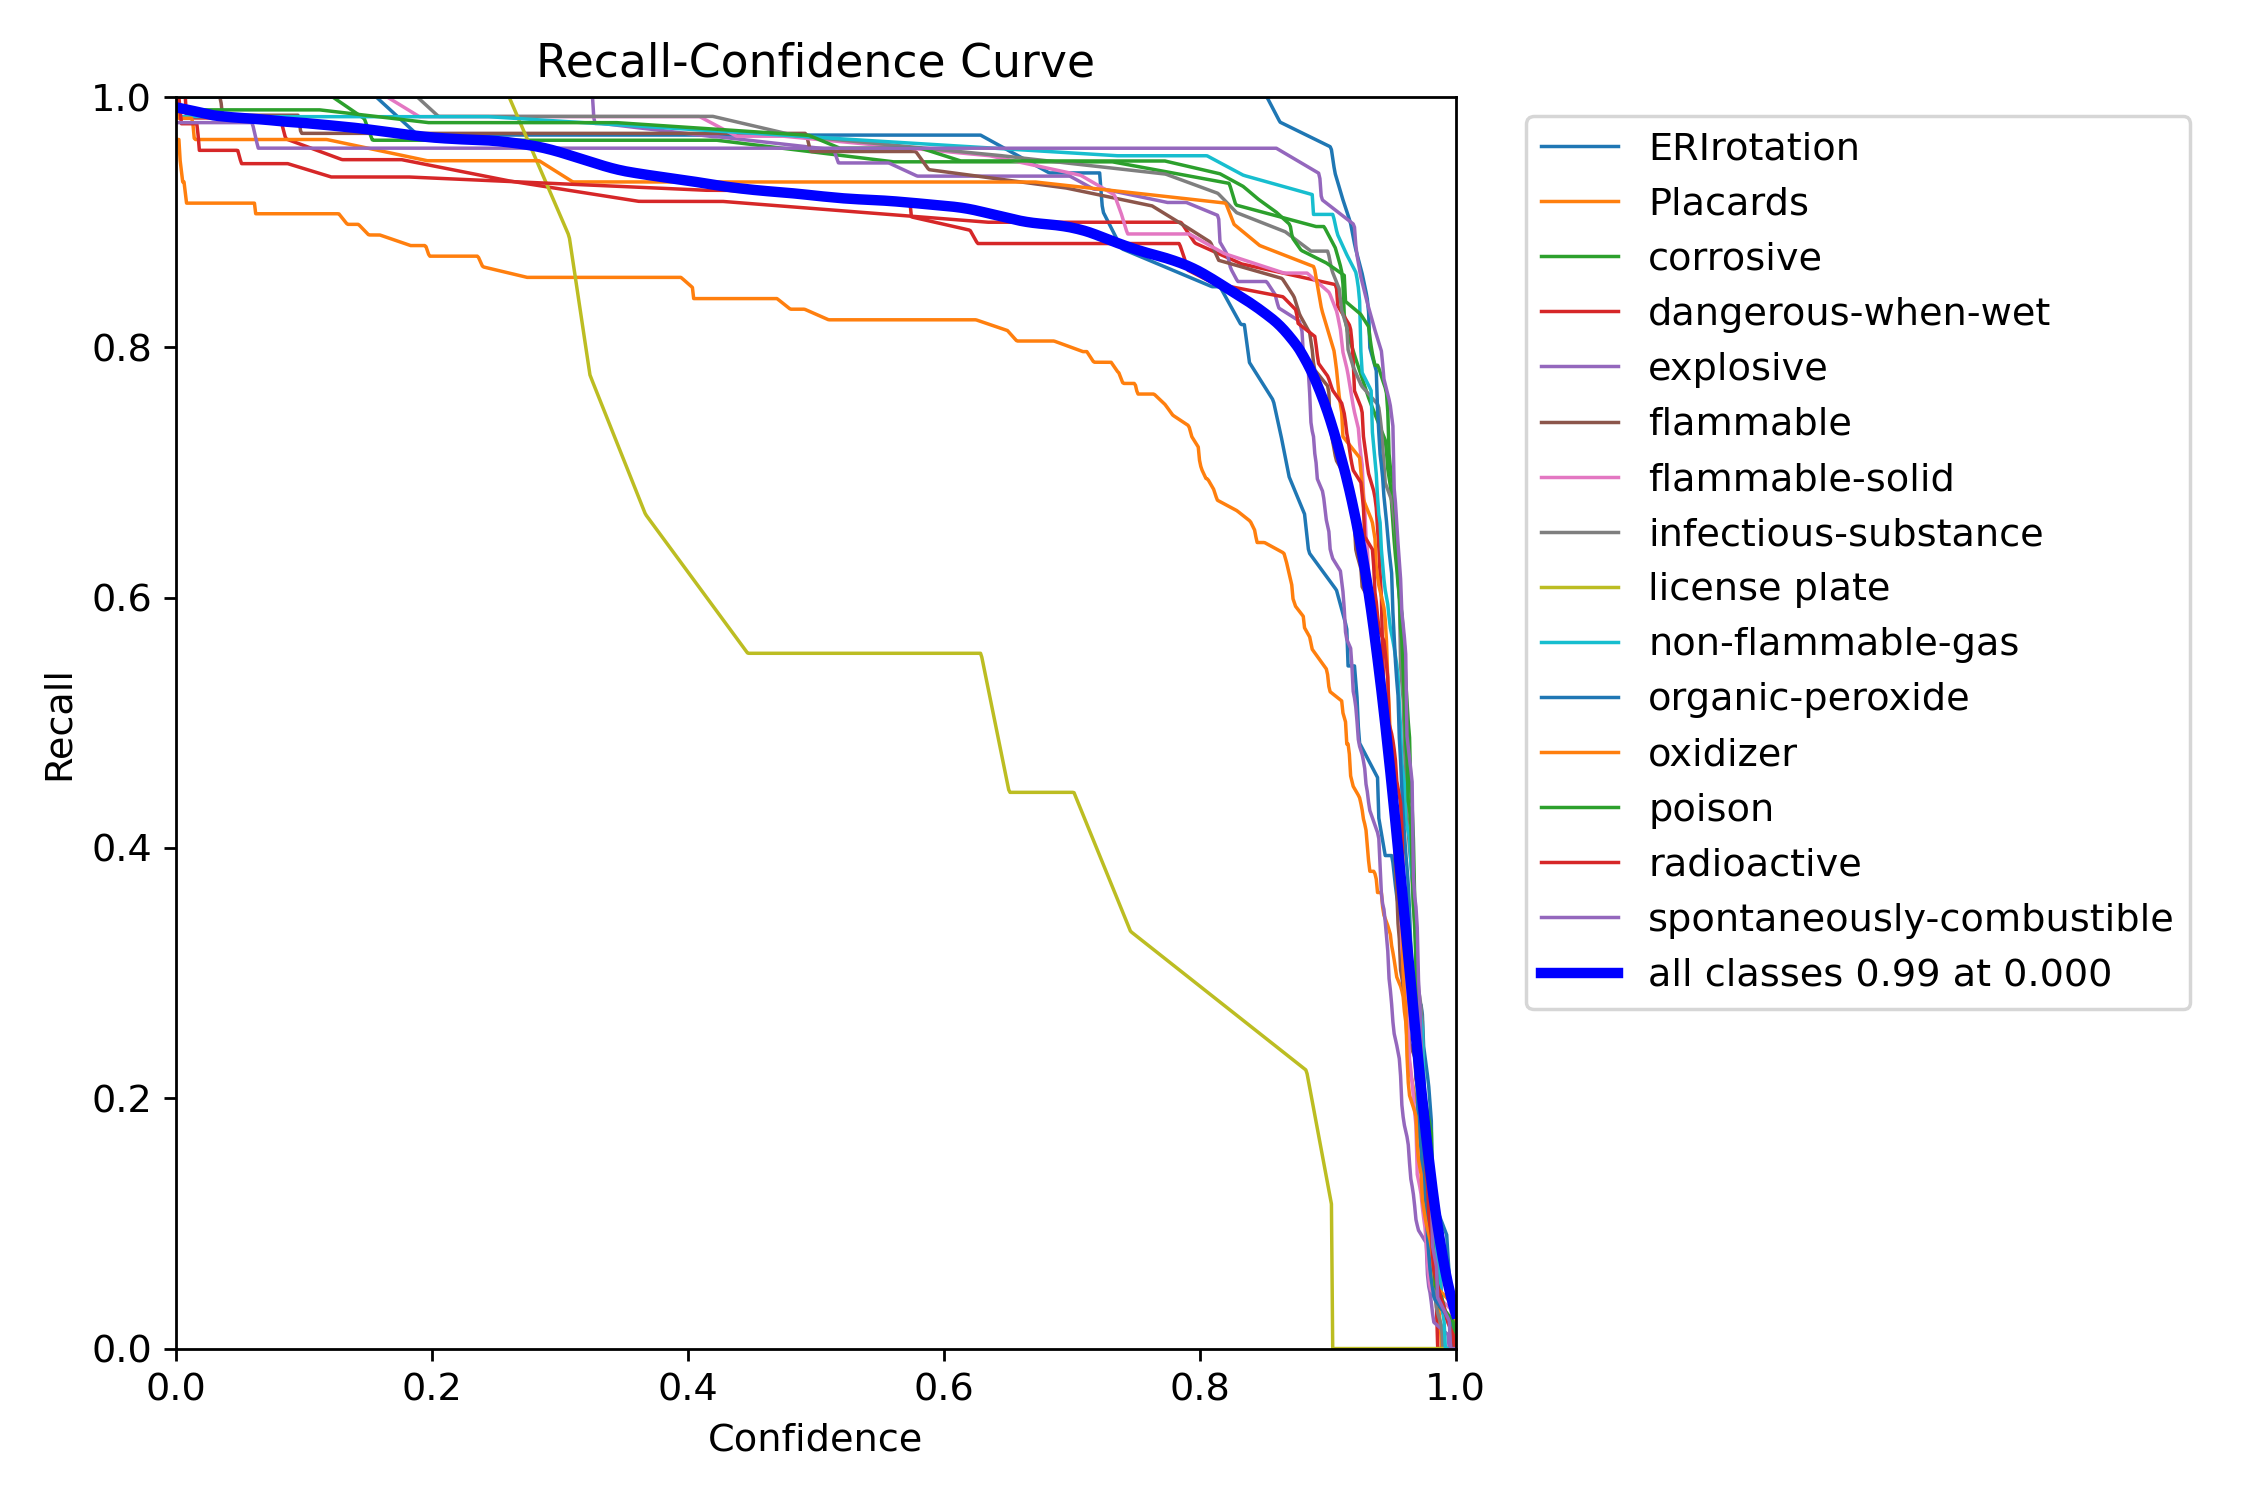 Recall-Confidence Curve
1.0
0.8
0.6
0.4
0.2
0.0
Recall
0.0 0.2 0.4 0.6 0.8 1.0
Confidence
ERIrotation
Placards
corrosive
dangerous-when-wet
explosive
flammable
flammable-solid
infectious-substance
license plate
non-flammable-gas
organic-peroxide
oxidizer
poison
radioactive
spontaneously-combustible
all classes 0.99 at 0.000